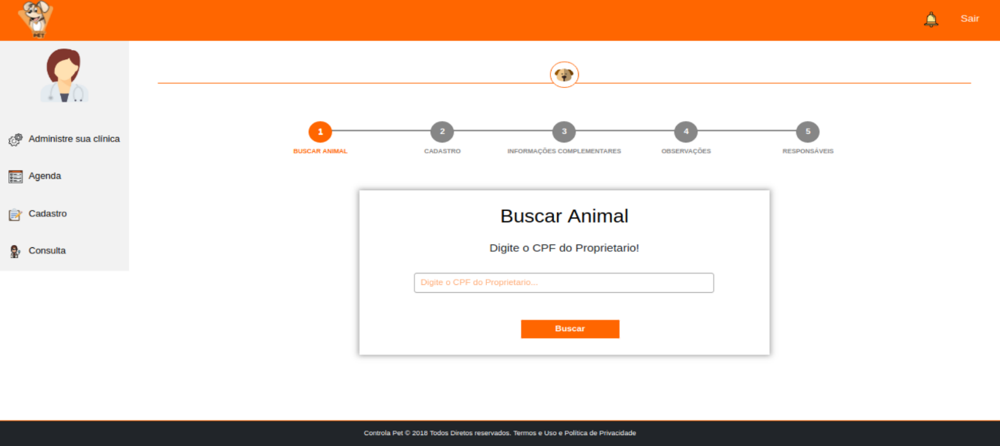 PET
Sair
Administre sua clínica
Agenda
Cadastro
Consulta
1
2
3
4
5
BUSCAR ANIMAL
CADASTRO
INFORMAÇÕES COMPLEMENTARES
OBSERVAÇÕES
RESPONSÁVEIS
Buscar Animal
Digite o CPF do Proprietario!
Digite o CPF do Proprietario...
Buscar
Controla Pet © 2018 Todos Diretos reservados. Termos e Uso e Política de Privacidade